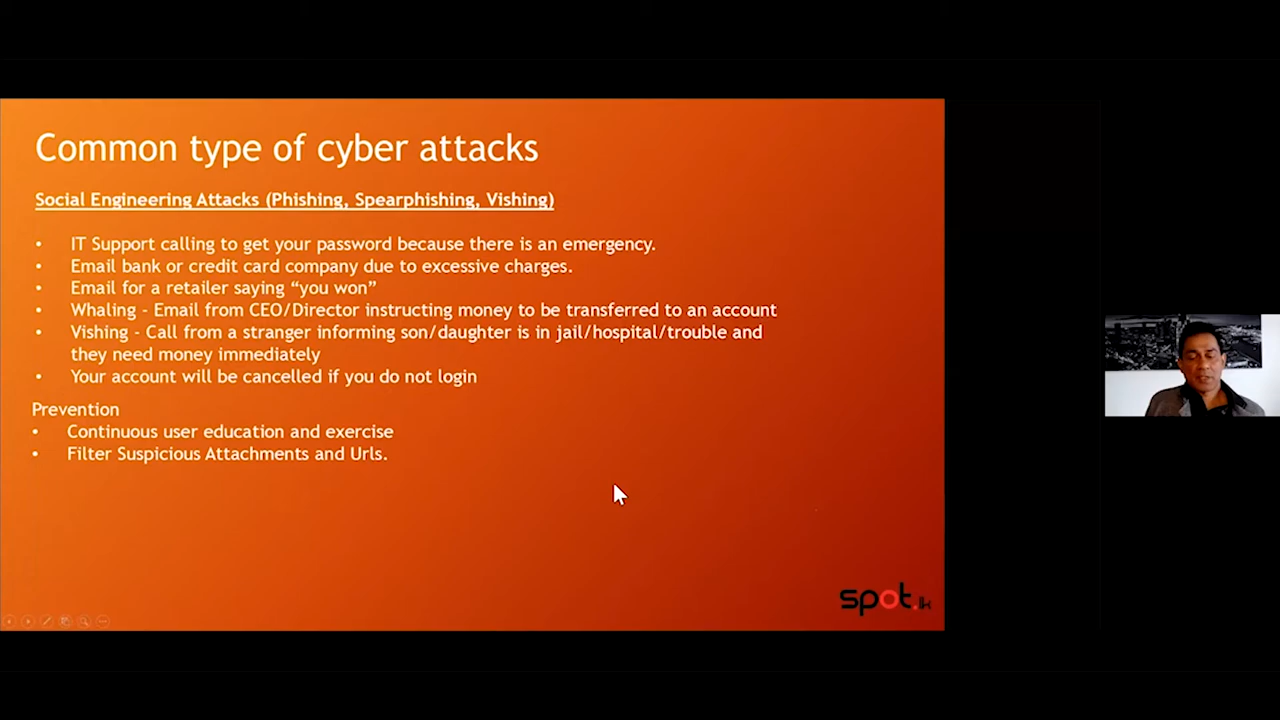 Common type of cyber attacks
Social Engineering Attacks (Phishing, Spearphishing, Vishing)
• IT Support calling to get your password because there is an emergency.
• Email bank or credit card company due to excessive charges.
• Email for a retailer saying “you won”
• Whaling - Email from CEO/Director instructing money to be transferred to an account
• Vishing - Call from a stranger informing son/daughter is in jail/hospital/trouble and
they need money immediately
• Your account will be cancelled if you do not login
Prevention
• Continuous user education and exercise
• Filter Suspicious Attachments and Urls.
spot.lk